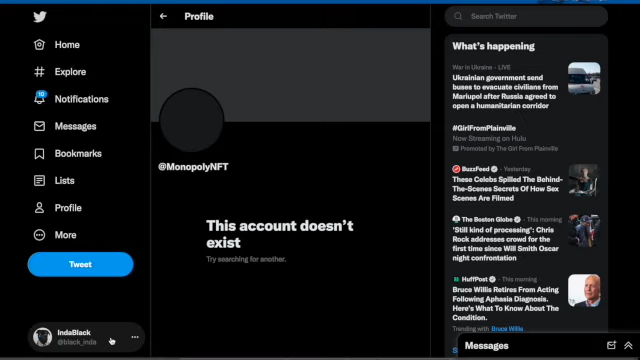 Home
Explore
10
Notifications
Messages
Bookmarks
Lists
Profile
More
Tweet
IndaBlack
@black_inda
Profile
@MonopolyNFT
This account doesn't
exist
Try searching for another.
Search Twitter
What's happening
War in Ukraine · LIVE
Ukrainian government send
buses to evacuate civilians from
Mariupol after Russia agreed to
open a humanitarian corridor
#GirlFromPlainville
Now Streaming on Hulu
Promoted by The Girl From Plainville
BuzzFeed · Yesterday
These Celebs Spilled The Behind-
The-Scenes Secrets Of How Sex
Scenes Are Filmed
The Boston Globe · This morning
'Still kind of processing': Chris
Rock addresses crowd for the
first time since Will Smith Oscar
night confrontation
HuffPost · This morning
Bruce Willis Retires From Acting
Following Aphasia Diagnosis.
Here's What To Know About The
Condition.
Trending with Bruce Willis
Messages